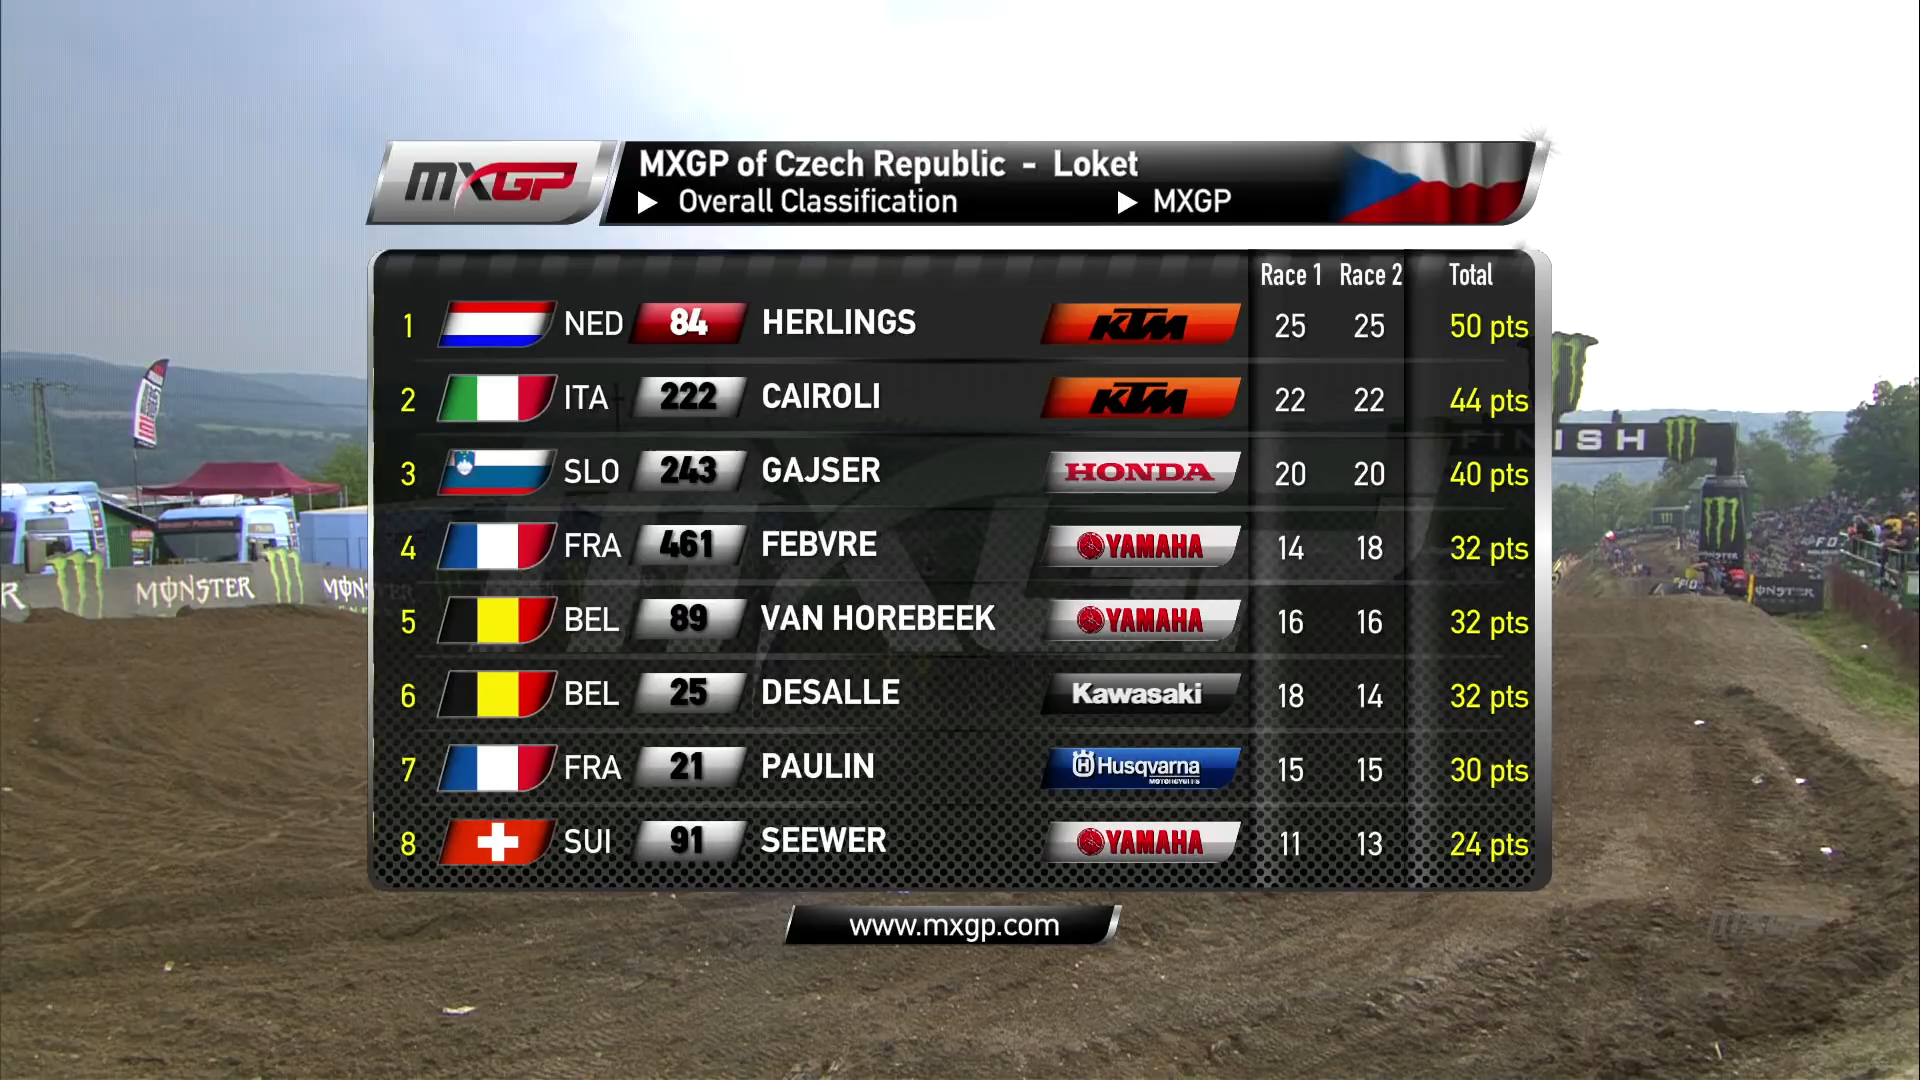 MXGP
MXGP of Czech Republic - Loket
Overall Classification MXGP
Race 1 Race 2 Total
1 NED 84 HERLINGS KTM 25 25 50 pts
2 ITA 222 CAIROLI KTM 22 22 44 pts
3 SLO 243 GAJSER HONDA 20 20 40 pts
4 FRA 461 FEBVRE YAMAHA 14 18 32 pts
5 BEL 89 VAN HOREBEEK YAMAHA 16 16 32 pts
6 BEL 25 DESALLE Kawasaki 18 14 32 pts
7 FRA 21 PAULIN Husqvarna MOTORCYCLES 15 15 30 pts
8 SUI 91 SEEWER YAMAHA 11 13 24 pts
www.mxgp.com
FINISH
MONSTER
MONSTER
MXGP